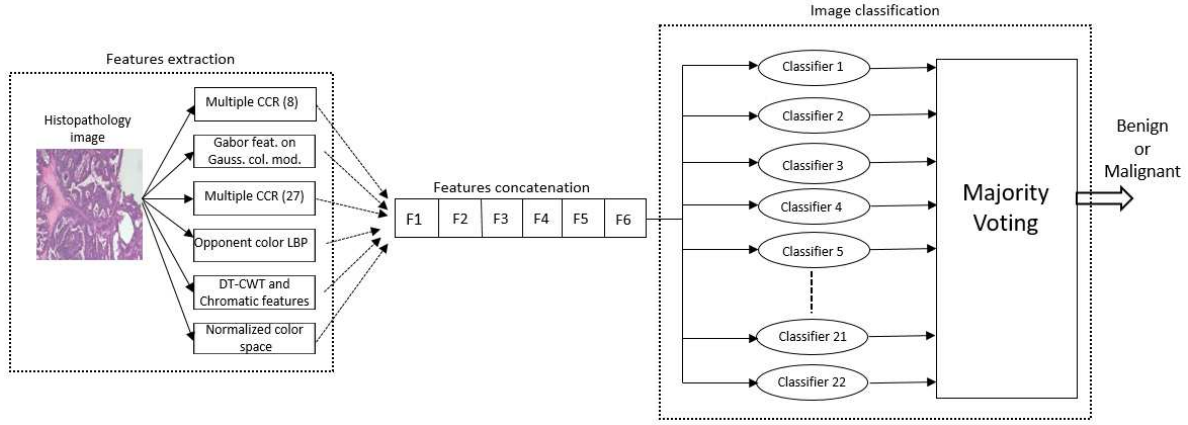 Features extraction
Histopathology
image
Multiple CCR (8)
Gabor feat. on
Gauss. col. mod.
Multiple CCR (27)
Opponent color LBP
DT-CWT and
Chromatic features
Normalized color
space
Features concatenation
F1 F2 F3 F4 F5 F6
Image classification
Classifier 1
Classifier 2
Classifier 3
Classifier 4
Classifier 5
Classifier 21
Classifier 22
Majority
Voting
Benign
or
Malignant